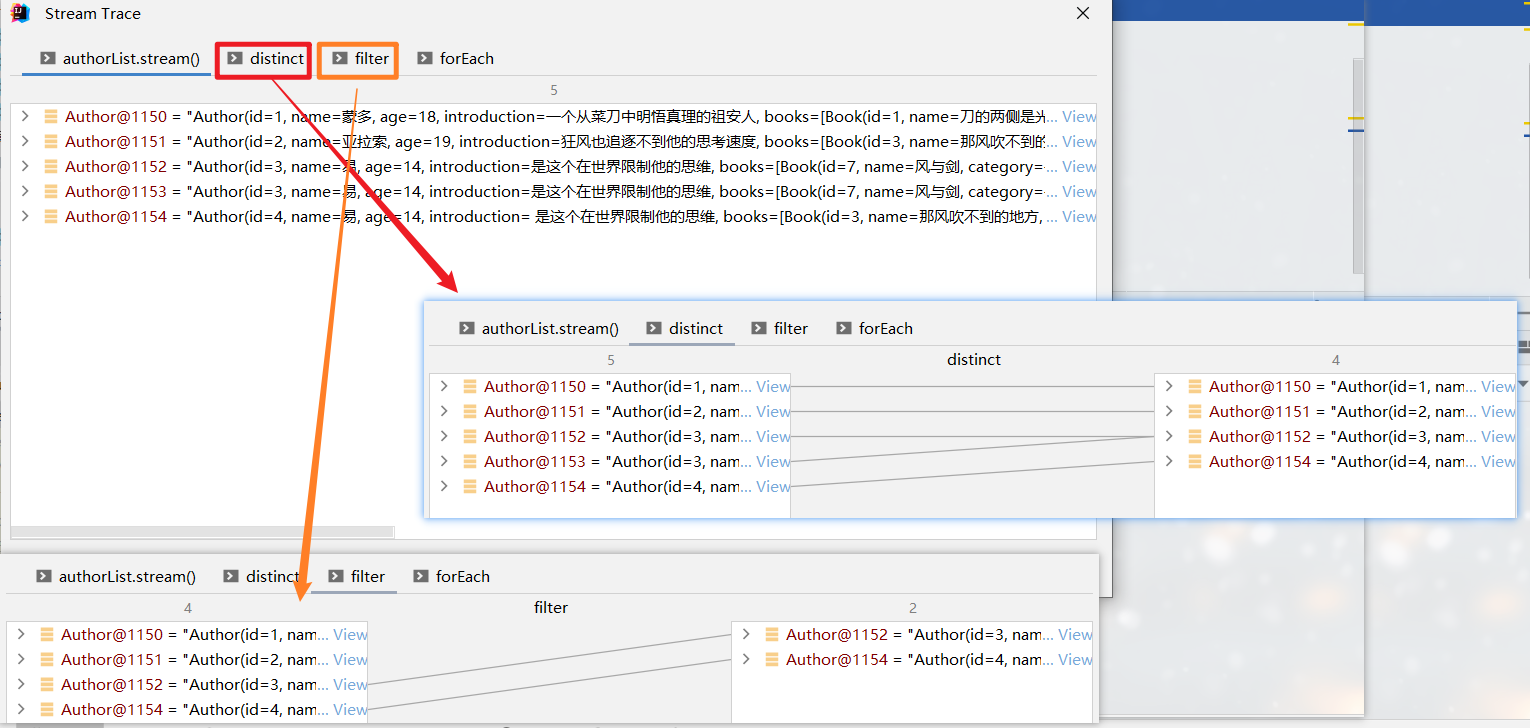 Stream Trace
authorList.stream() distinct filter forEach
5
Author@1150 = "Author(id=1, name=蒙多, age=18, introduction=一个从菜刀中明悟真理的祖安人, books=[Book(id=1, name=刀的两侧是光... View
Author@1151 = "Author(id=2, name=亚拉索, age=19, introduction=狂风也追逐不到他的思考速度, books=[Book(id=3, name=那风吹不到的... View
Author@1152 = "Author(id=3, name=易, age=14, introduction=是这个在世界限制他的思维, books=[Book(id=7, name=风与剑, category=... View
Author@1153 = "Author(id=3, name=易, age=14, introduction=是这个在世界限制他的思维, books=[Book(id=7, name=风与剑, category=... View
Author@1154 = "Author(id=4, name=易, age=14, introduction= 是这个在世界限制他的思维, books=[Book(id=3, name=那风吹不到的地方, ... View
authorList.stream() distinct filter forEach
5 distinct 4
Author@1150 = "Author(id=1, nam... View Author@1150 = "Author(id=1, nam... View
Author@1151 = "Author(id=2, nam... View Author@1151 = "Author(id=2, nam... View
Author@1152 = "Author(id=3, nam... View Author@1152 = "Author(id=3, nam... View
Author@1153 = "Author(id=3, nam... View Author@1154 = "Author(id=4, nam... View
Author@1154 = "Author(id=4, nam... View
authorList.stream() distinct filter forEach
4 filter 2
Author@1150 = "Author(id=1, nam... View Author@1152 = "Author(id=3, nam... View
Author@1151 = "Author(id=2, nam... View Author@1154 = "Author(id=4, nam... View
Author@1152 = "Author(id=3, nam... View
Author@1154 = "Author(id=4, nam... View